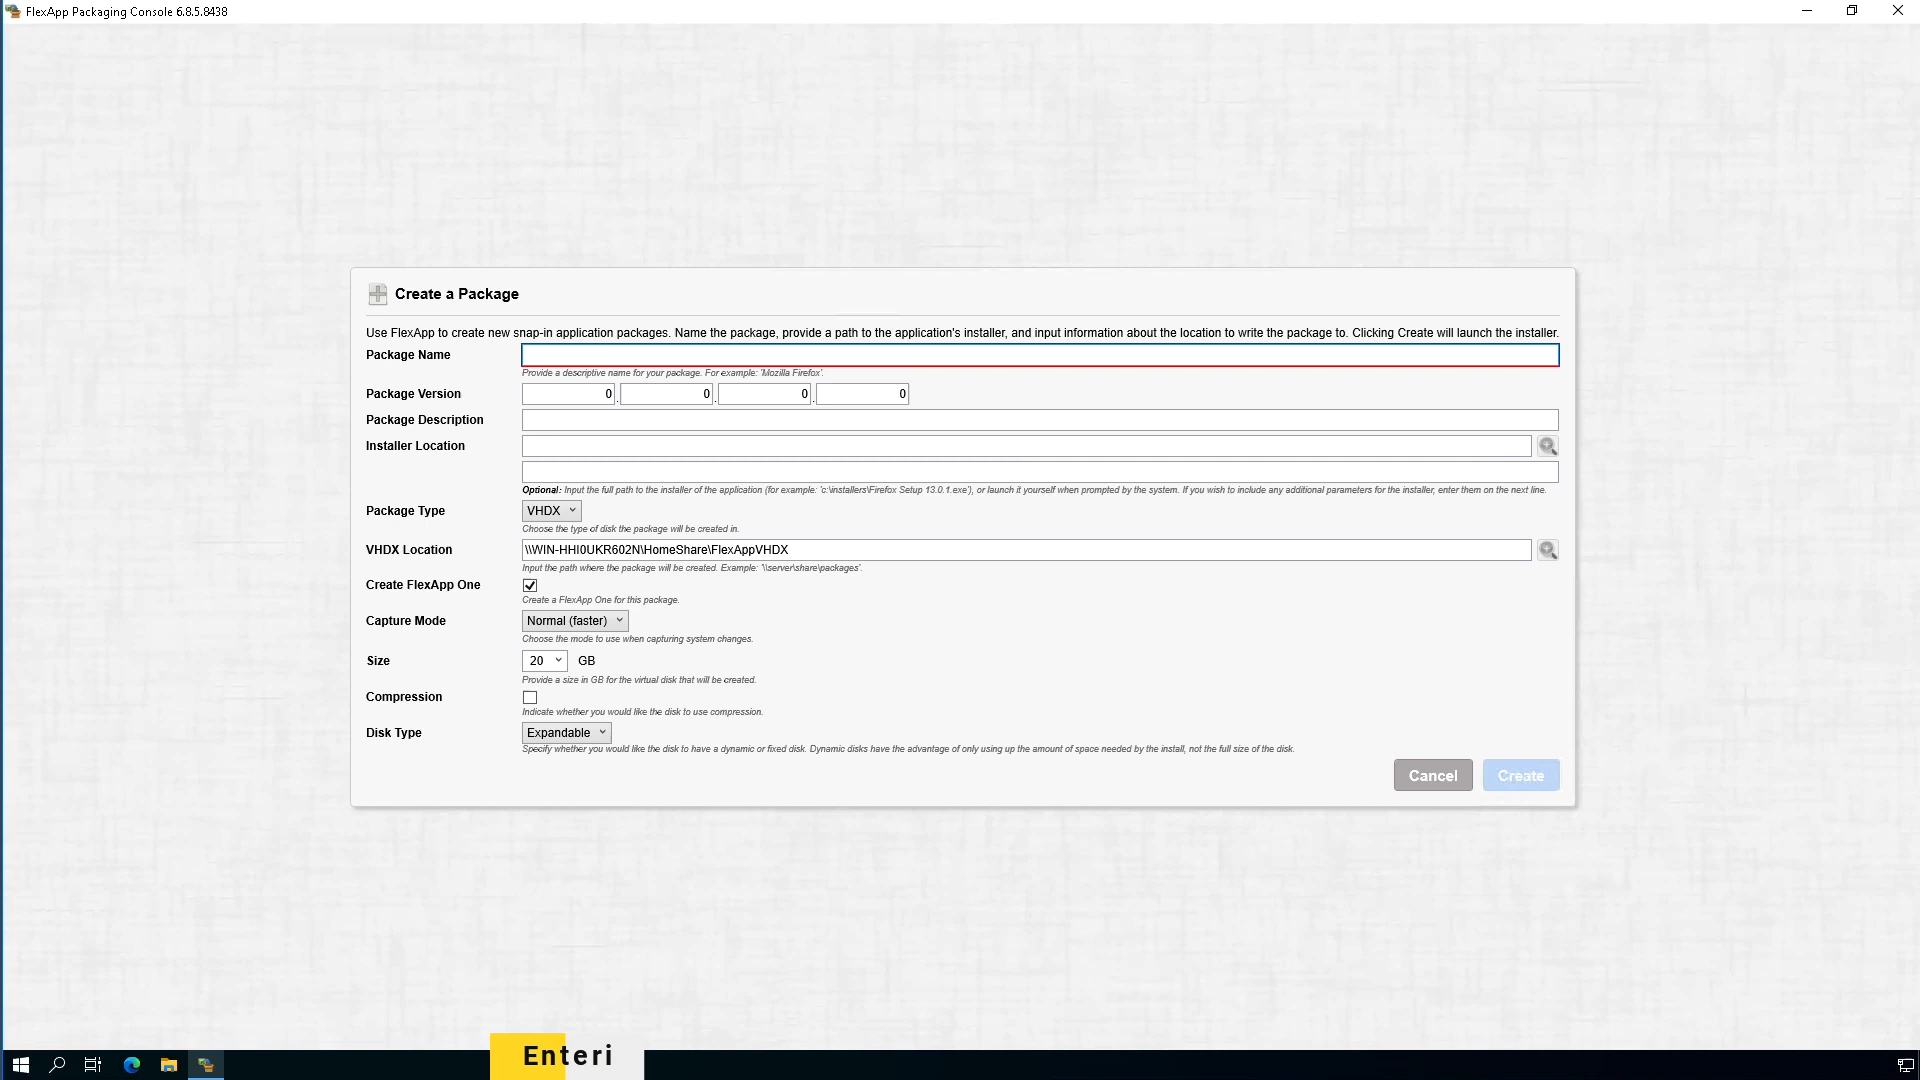 FlexApp Packaging Console 6.8.5.8438
Create a Package
Use FlexApp to create new snap-in application packages. Name the package, provide a path to the application's installer, and input information about the location to write the package to. Clicking Create will launch the installer.
Package Name
Provide a descriptive name for your package. For example: 'Mozilla Firefox'.
Package Version 0 . 0 . 0 . 0
Package Description
Installer Location
Optional: Input the full path to the installer of the application (for example: 'c:\installers\Firefox Setup 13.0.1.exe'), or launch it yourself when prompted by the system. If you wish to include any additional parameters for the installer, enter them on the next line.
Package Type VHDX
Choose the type of disk the package will be created in.
VHDX Location \\WIN-HHI0UKR602N\HomeShare\FlexAppVHDX
Input the path where the package will be created. Example: '\\server\share\packages'.
Create FlexApp One
Create a FlexApp One for this package.
Capture Mode Normal (faster)
Choose the mode to use when capturing system changes.
Size 20 GB
Provide a size in GB for the virtual disk that will be created.
Compression
Indicate whether you would like the disk to use compression.
Disk Type Expandable
Specify whether you would like the disk to have a dynamic or fixed disk. Dynamic disks have the advantage of only using up the amount of space needed by the install, not the full size of the disk.
Cancel Create
Enteri